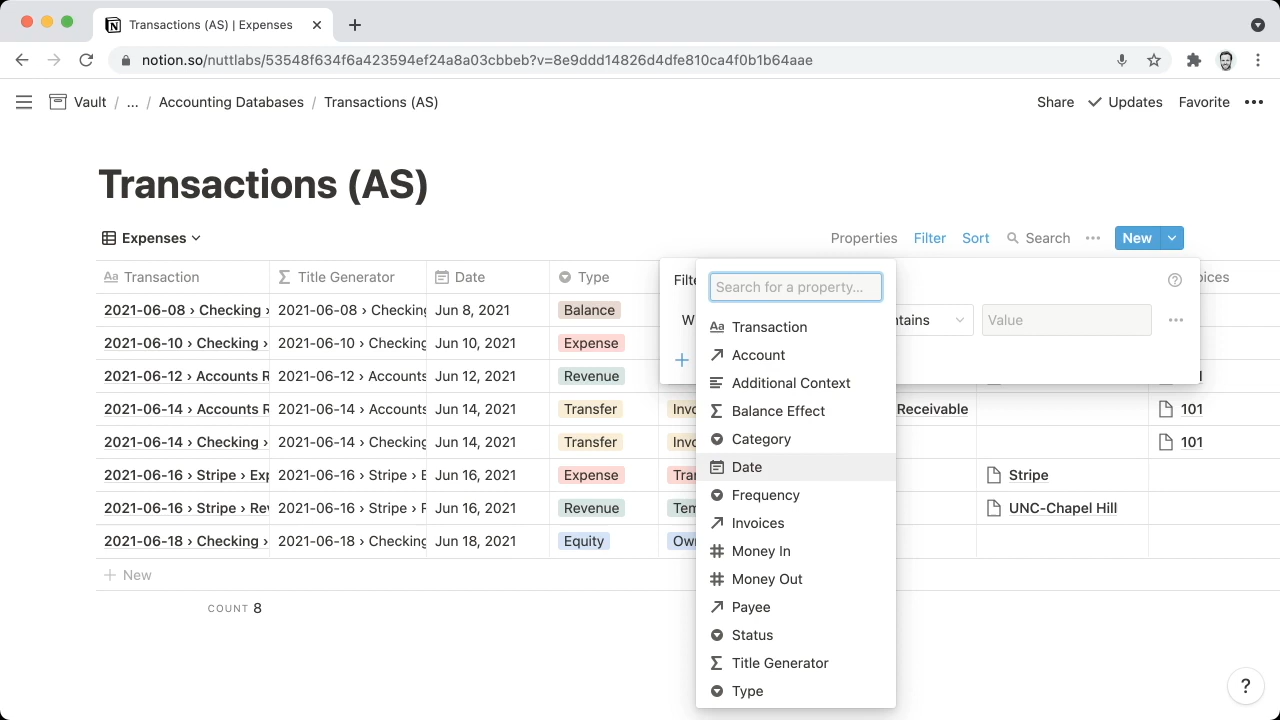 Transactions (AS) | Expenses
notion.so/nuttlabs/53548f634f6a423594ef24a8a03cbbeb?v=8e9ddd14826d4dfe810ca4f0b1b64aae
Vault / ... / Accounting Databases / Transactions (AS)
Share Updates Favorite
Transactions (AS)
Expenses
Properties Filter Sort Search New
Transaction Title Generator Date Type
2021-06-08 › Checking › 2021-06-08 › Checking Jun 8, 2021 Balance
2021-06-10 › Checking › 2021-06-10 › Checking Jun 10, 2021 Expense
2021-06-12 › Accounts R 2021-06-12 › Accounts Jun 12, 2021 Revenue
2021-06-14 › Accounts R 2021-06-14 › Accounts Jun 14, 2021 Transfer Receivable 101
2021-06-14 › Checking › 2021-06-14 › Checking Jun 14, 2021 Transfer 101
2021-06-16 › Stripe › Exp 2021-06-16 › Stripe › E Jun 16, 2021 Expense Stripe
2021-06-16 › Stripe › Rev 2021-06-16 › Stripe › R Jun 16, 2021 Revenue UNC-Chapel Hill
2021-06-18 › Checking › 2021-06-18 › Checking Jun 18, 2021 Equity
New
COUNT 8
Value
Search for a property...
Aa Transaction
Account
Additional Context
Balance Effect
Category
Date
Frequency
Invoices
Money In
Money Out
Payee
Status
Title Generator
Type
?